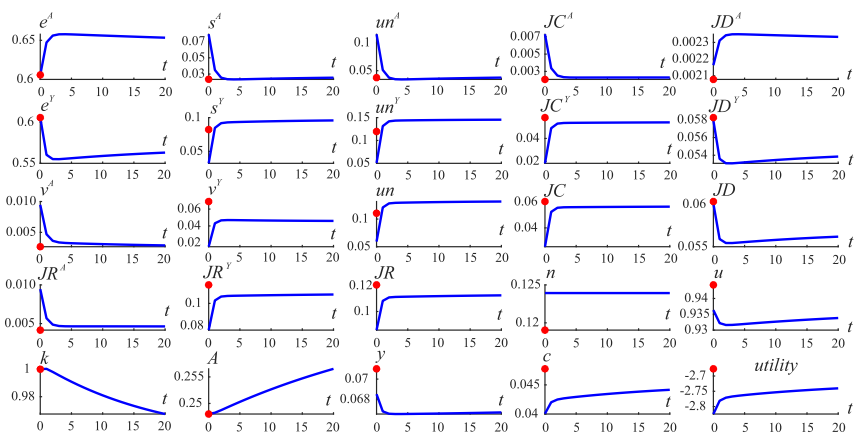 e^A s^A un^A JC^A JD^A
0.65 0.07 0.1 0.007 0.0023
0.05 0.005 0.0022
0.6 0.03 0.05 0.003 0.0021
t t t t t
0 5 10 15 20 0 5 10 15 20 0 5 10 15 20 0 5 10 15 20 0 5 10 15 20
e^Y s^Y un^Y JC^Y JD^Y
0.6 0.1 0.15 0.058
0.05 0.1 0.04 0.056
0.55 0.05 0.02 0.054
t t t t t
0 5 10 15 20 0 5 10 15 20 0 5 10 15 20 0 5 10 15 20 0 5 10 15 20
v^A v^Y un JC JD
0.010 0.06 0.1 0.06 0.06
0.005 0.04 0.04
0.02 0.05 0.055
t t t t t
0 5 10 15 20 0 5 10 15 20 0 5 10 15 20 0 5 10 15 20 0 5 10 15 20
JR^A JR^Y JR n u
0.010 0.1 0.12 0.125 0.94
0.005 0.1 0.12 0.935
0.08 0.93
t t t t t
0 5 10 15 20 0 5 10 15 20 0 5 10 15 20 0 5 10 15 20 0 5 10 15 20
k A y c utility
1 0.255 0.07 0.045 -2.7
0.98 0.25 0.068 0.04 -2.75
-2.8
t t t t t
0 5 10 15 20 0 5 10 15 20 0 5 10 15 20 0 5 10 15 20 0 5 10 15 20